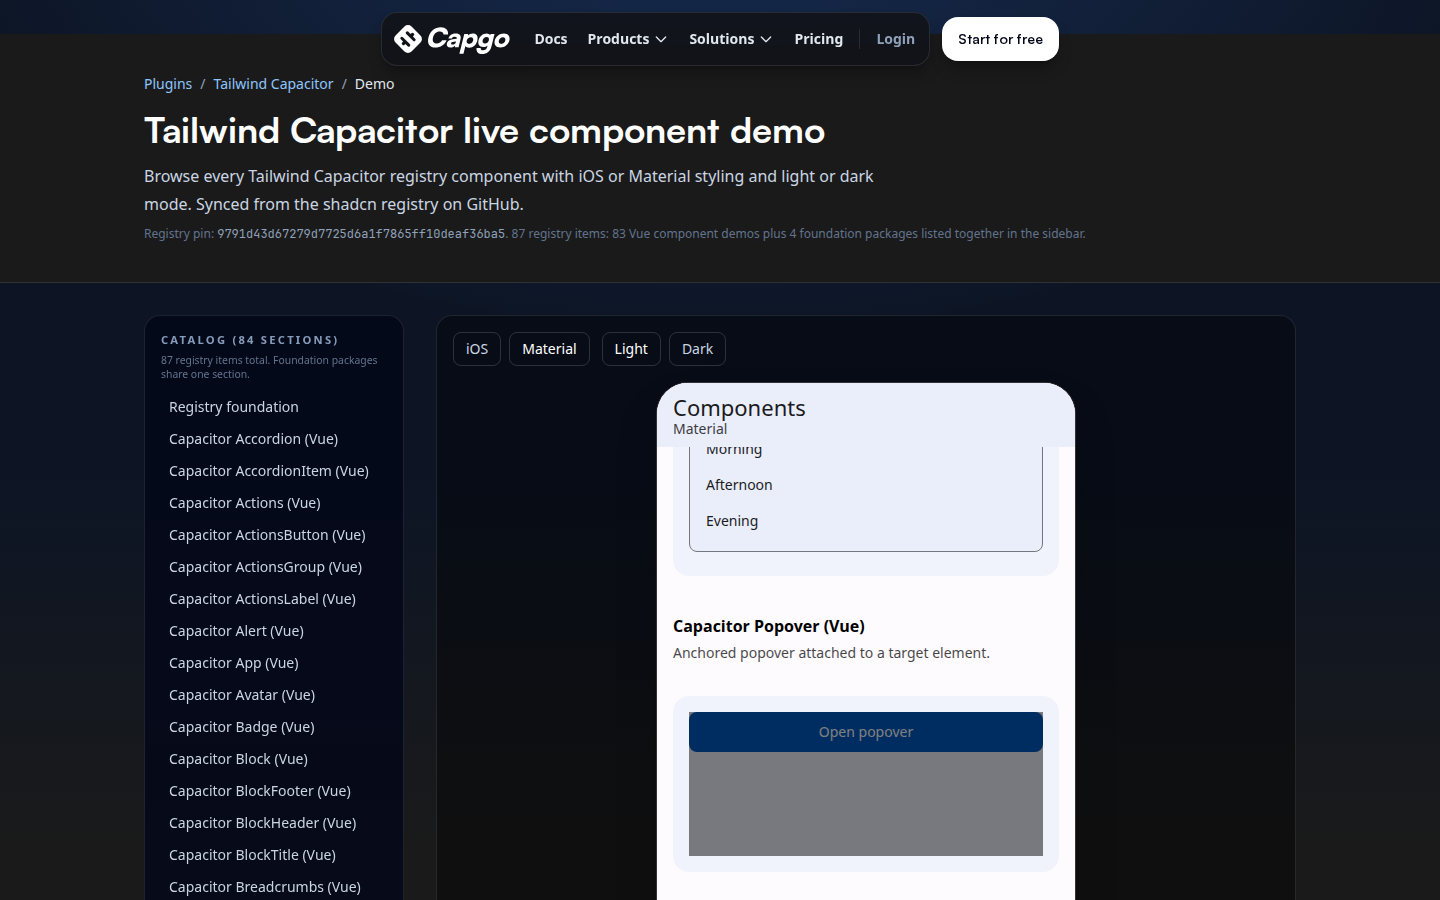 Capgo
Docs
Products
Solutions
Pricing
Login
Start for free
Plugins / Tailwind Capacitor / Demo
Tailwind Capacitor live component demo
Browse every Tailwind Capacitor registry component with iOS or Material styling and light or dark
mode. Synced from the shadcn registry on GitHub.
Registry pin: 9791d43d67279d7725d6a1f7865ff10deaf36ba5. 87 registry items: 83 Vue component demos plus 4 foundation packages listed together in the sidebar.
CATALOG (84 SECTIONS)
87 registry items total. Foundation packages
share one section.
Registry foundation
Capacitor Accordion (Vue)
Capacitor AccordionItem (Vue)
Capacitor Actions (Vue)
Capacitor ActionsButton (Vue)
Capacitor ActionsGroup (Vue)
Capacitor ActionsLabel (Vue)
Capacitor Alert (Vue)
Capacitor App (Vue)
Capacitor Avatar (Vue)
Capacitor Badge (Vue)
Capacitor Block (Vue)
Capacitor BlockFooter (Vue)
Capacitor BlockHeader (Vue)
Capacitor BlockTitle (Vue)
Capacitor Breadcrumbs (Vue)
iOS
Material
Light
Dark
Components
Material
Morning
Afternoon
Evening
Capacitor Popover (Vue)
Anchored popover attached to a target element.
Open popover